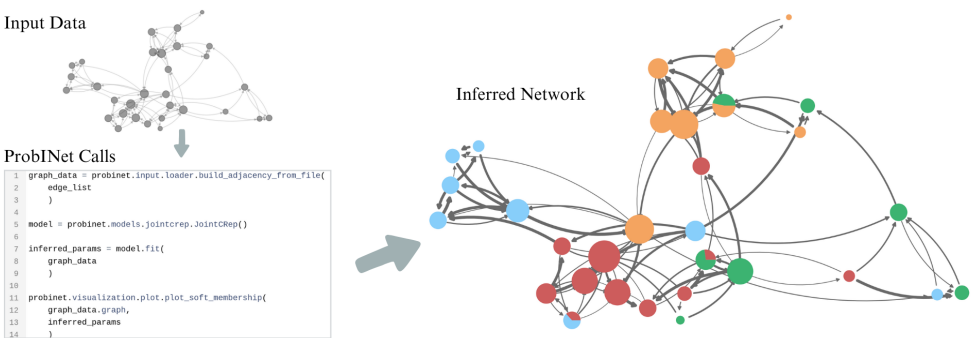 Input Data
Inferred Network
ProbINet Calls
1 graph_data = probinet.input.loader.build_adjacency_from_file(
2 edge_list
3 )
4
5 model = probinet.models.jointcrep.JointCRep()
6
7 inferred_params = model.fit(
8 graph_data
9 )
10
11 probinet.visualization.plot.plot_soft_membership(
12 graph_data.graph,
13 inferred_params
14 )